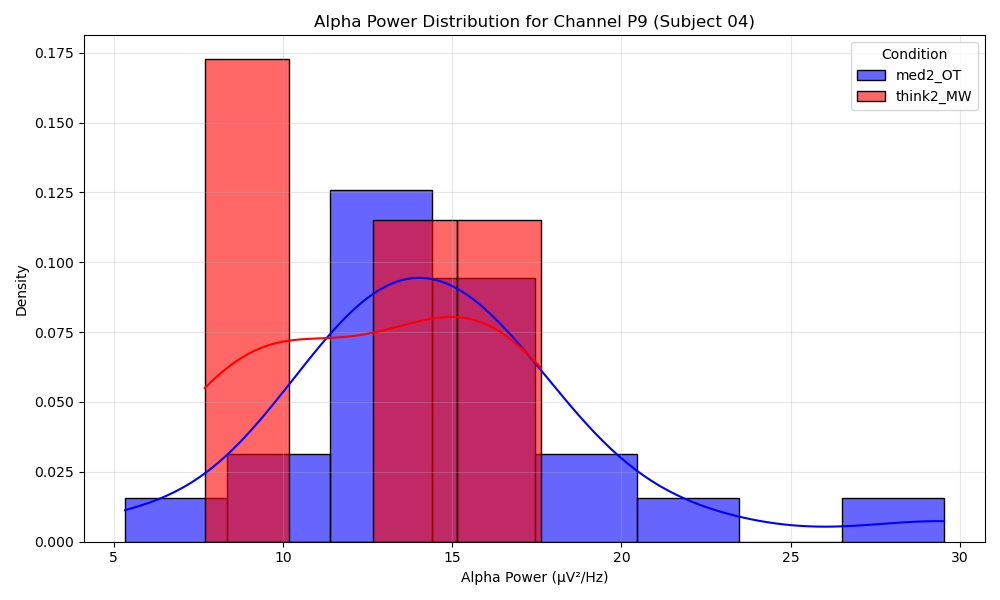 Alpha Power Distribution for Channel P9 (Subject 04)
Condition
med2_OT
think2_MW
Density
0.175
0.150
0.125
0.100
0.075
0.050
0.025
0.000
5
10
15
20
25
30
Alpha Power (µV²/Hz)